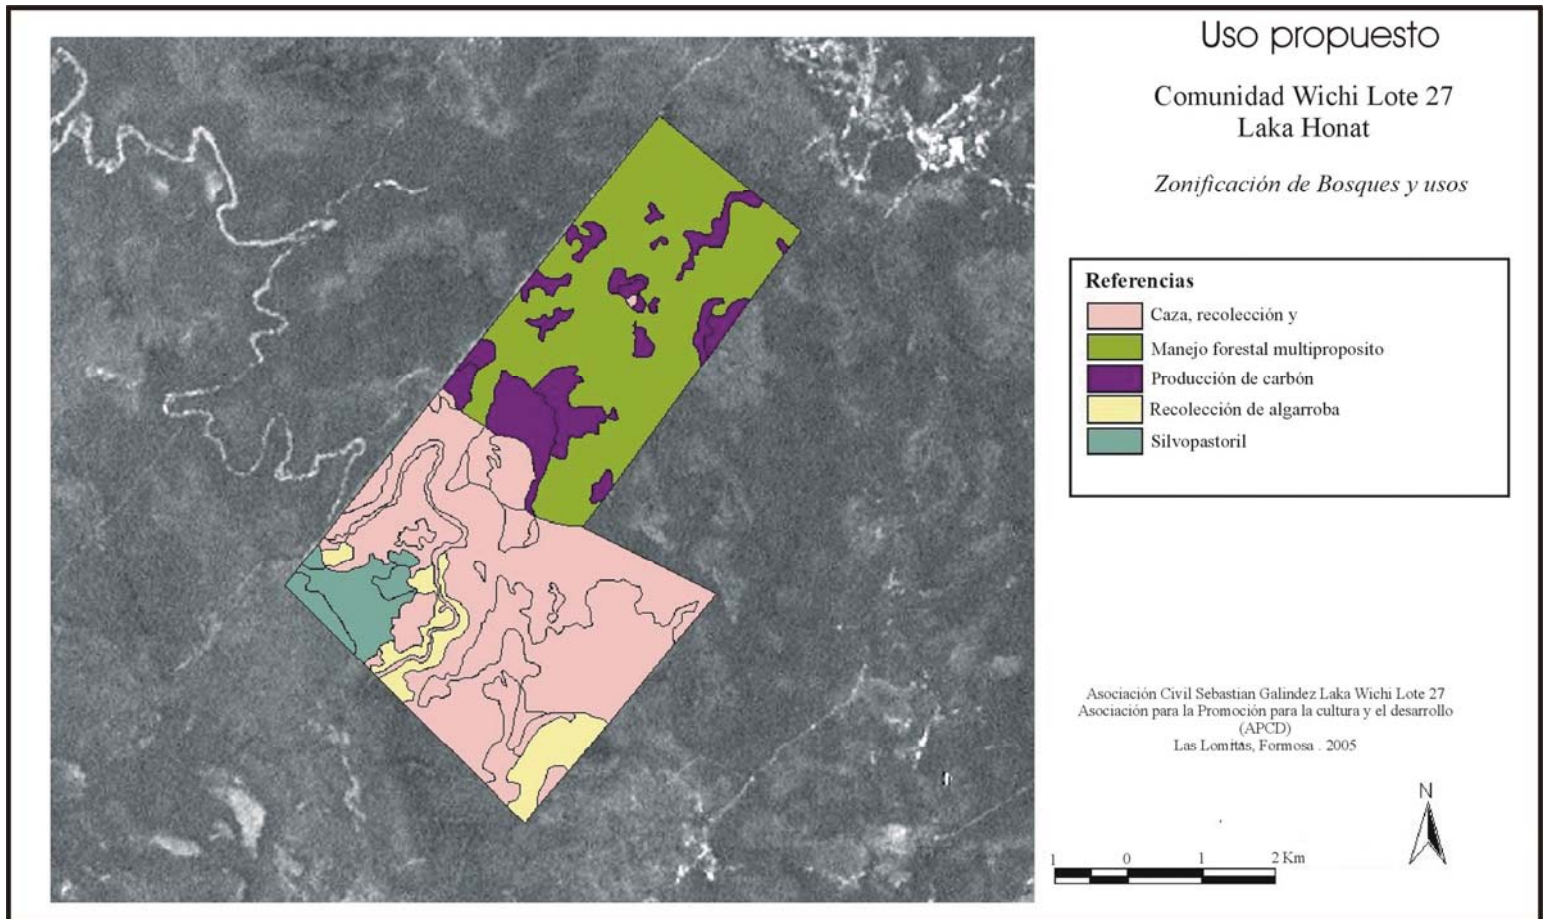 Uso propuesto
Comunidad Wichi Lote 27
Laka Honat
Zonificación de Bosques y usos
Referencias
Caza, recolección y
Manejo forestal multiproposito
Producción de carbón
Recolección de algarroba
Silvopastoril
Asociación Civil Sebastian Galindez Laka Wichi Lote 27
Asociación para la Promoción para la cultura y el desarrollo
(APCD)
Las Lomitas, Formosa . 2005
N
1 0 1 2 Km